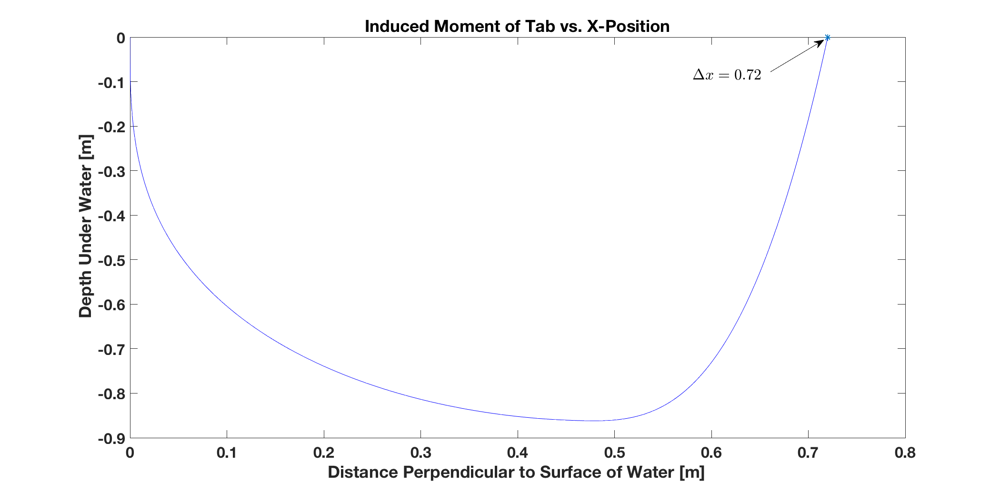 Induced Moment of Tab vs. X-Position
0
-0.1
-0.2
-0.3
-0.4
-0.5
-0.6
-0.7
-0.8
-0.9
Depth Under Water [m]
Δx = 0.72
0 0.1 0.2 0.3 0.4 0.5 0.6 0.7 0.8
Distance Perpendicular to Surface of Water [m]